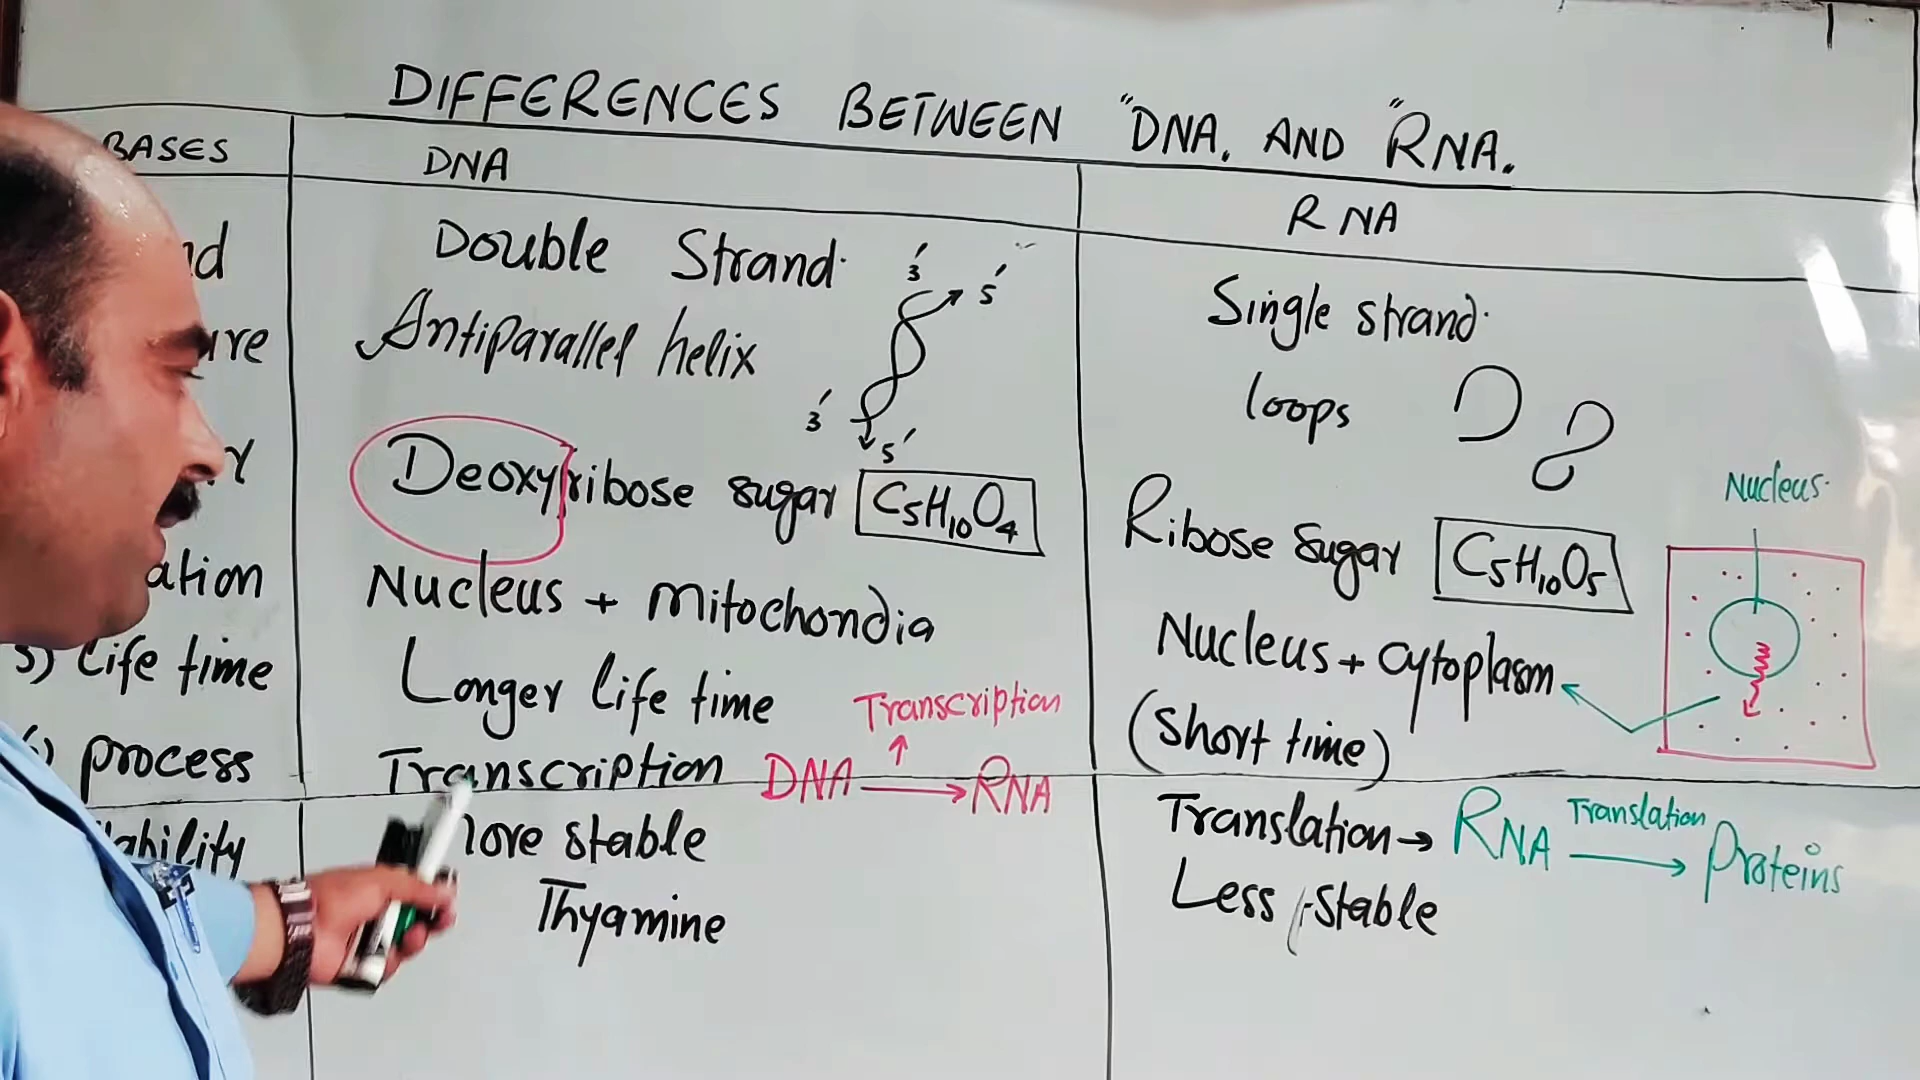 DIFFERENCES BETWEEN "DNA. AND "RNA.
BASES DNA RNA
Double Strand. 3' 5' Single strand.
Antiparallel helix loops
3' 5'
Deoxyribose sugar C5H10O4 Ribose Sugar C5H10O5 Nucleus.
Nucleus + Mitochondia Nucleus + Cytoplasm
5) Life time Longer life time (Short time)
Transcription
process Transcription DNA → RNA Translation → RNA Translation → Proteins
stable Less stable
Thyamine